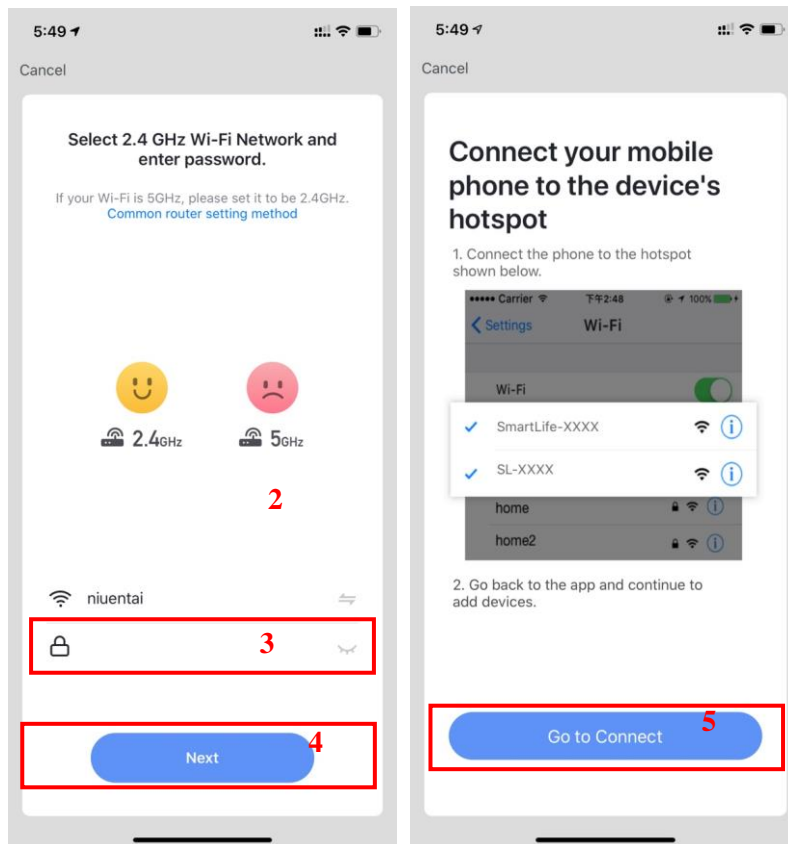 5:49
Cancel
Select 2.4 GHz Wi-Fi Network and
enter password.
If your Wi-Fi is 5GHz, please set it to be 2.4GHz.
Common router setting method
2.4GHz
5GHz
2
niuentai
3
4
Next
5:49
Cancel
Connect your mobile
phone to the device's
hotspot
1. Connect the phone to the hotspot
shown below.
Carrier 下午2:48 100%
Settings Wi-Fi
Wi-Fi
SmartLife-XXXX
SL-XXXX
home
home2
2. Go back to the app and continue to
add devices.
5
Go to Connect